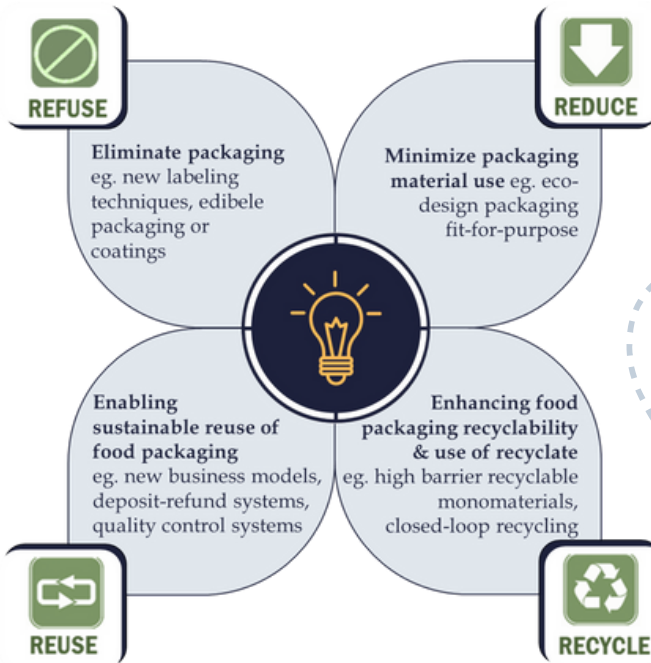 REFUSE
Eliminate packaging
eg. new labeling
techniques, edibele
packaging or
coatings
REDUCE
Minimize packaging
material use eg. eco-
design packaging
fit-for-purpose
Enabling
sustainable reuse of
food packaging
eg. new business models,
deposit-refund systems,
quality control systems
REUSE
Enhancing food
packaging recyclability
& use of recyclate
eg. high barrier recyclable
monomaterials,
closed-loop recycling
RECYCLE